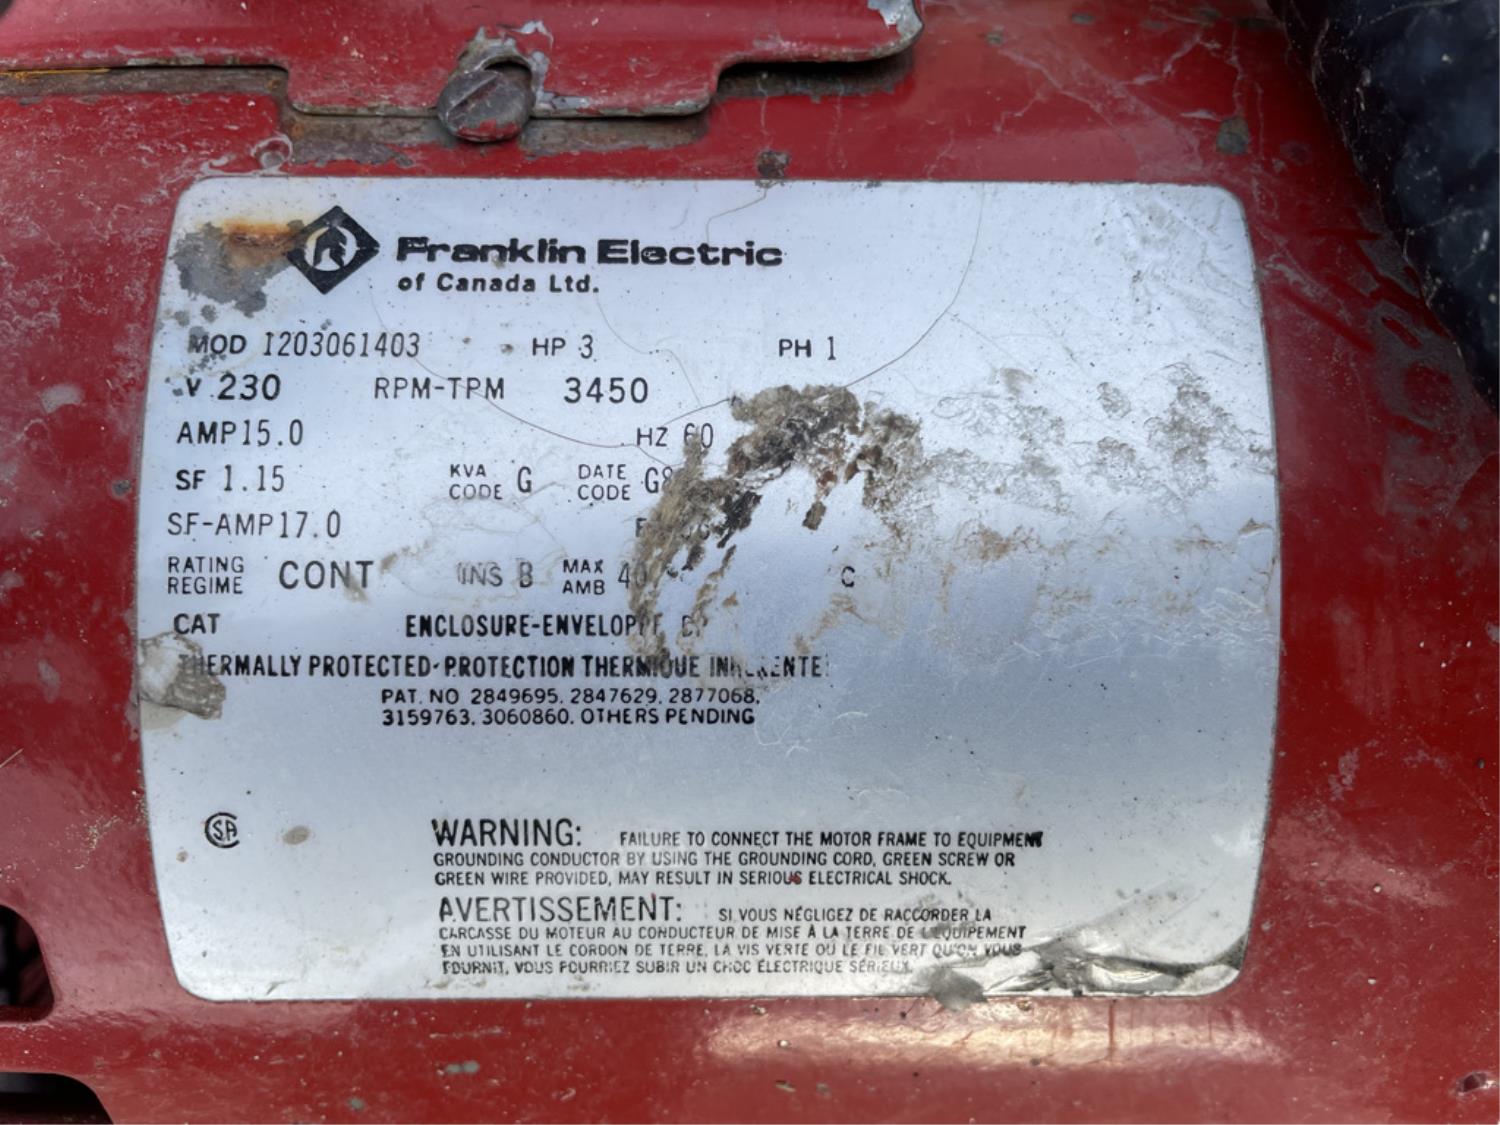 Franklin Electric
of Canada Ltd.
MOD 1203061403 HP 3 PH 1
V 230 RPM-TPM 3450
AMP 15.0 HZ 60
SF 1.15 KVA CODE G DATE CODE
SF-AMP 17.0
RATING REGIME CONT INS B MAX AMB 40 C
CAT ENCLOSURE-ENVELOPPE
THERMALLY PROTECTED-PROTECTION THERMIQUE INHERENTE
PAT. NO 2849695, 2847629, 2877068,
3159763, 3060860. OTHERS PENDING
SA
WARNING: FAILURE TO CONNECT THE MOTOR FRAME TO EQUIPMENT
GROUNDING CONDUCTOR BY USING THE GROUNDING CORD, GREEN SCREW OR
GREEN WIRE PROVIDED, MAY RESULT IN SERIOUS ELECTRICAL SHOCK.
AVERTISSEMENT: SI VOUS NÉGLIGEZ DE RACCORDER LA
CARCASSE DU MOTEUR AU CONDUCTEUR DE MISE À LA TERRE DE L'ÉQUIPEMENT
EN UTILISANT LE CORDON DE TERRE, LA VIS VERTE OU LE FIL VERT QU'ON VOUS
FOURNIT, VOUS POURRIEZ SUBIR UN CHOC ÉLECTRIQUE SÉRIEUX.